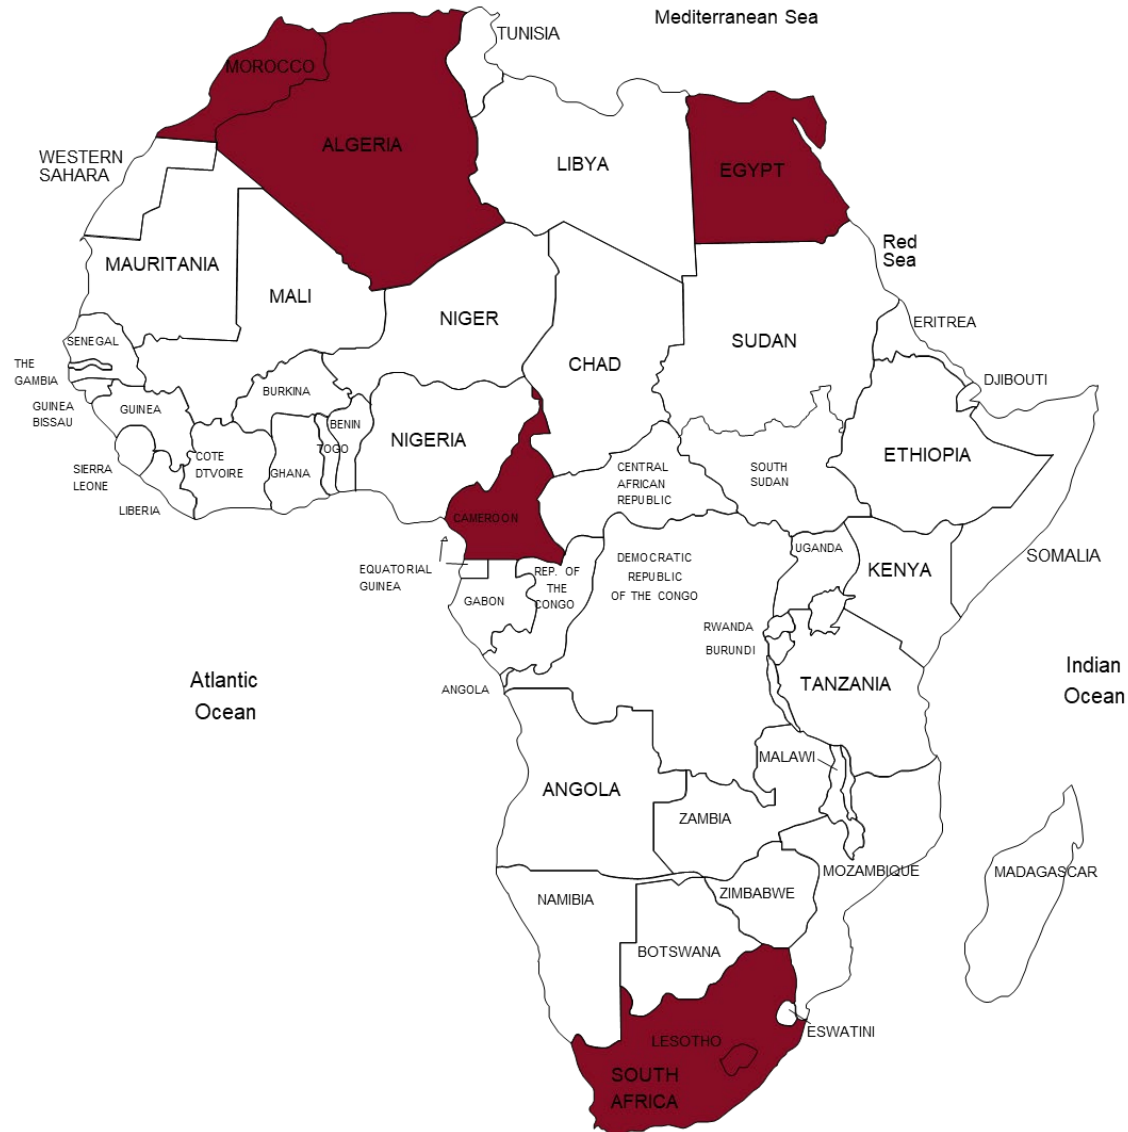 Mediterranean Sea
TUNISIA
MOROCCO
ALGERIA
LIBYA
EGYPT
WESTERN
SAHARA
Red
Sea
MAURITANIA
MALI
NIGER
CHAD
SUDAN
ERITREA
SENEGAL
THE
GAMBIA
DJIBOUTI
GUINEA
BISSAU
GUINEA
BURKINA
BENIN
TOGO
NIGERIA
COTE
D'TVOIRE
GHANA
SIERRA
LEONE
LIBERIA
CENTRAL
AFRICAN
REPUBLIC
SOUTH
SUDAN
ETHIOPIA
SOMALIA
CAMEROON
EQUATORIAL
GUINEA
GABON
REP. OF
THE
CONGO
DEMOCRATIC
REPUBLIC
OF THE CONGO
UGANDA
KENYA
RWANDA
BURUNDI
TANZANIA
Atlantic
Ocean
Indian
Ocean
ANGOLA
ANGOLA
MALAWI
ZAMBIA
MOZAMBIQUE
MADAGASCAR
NAMIBIA
ZIMBABWE
BOTSWANA
ESWATINI
LESOTHO
SOUTH
AFRICA